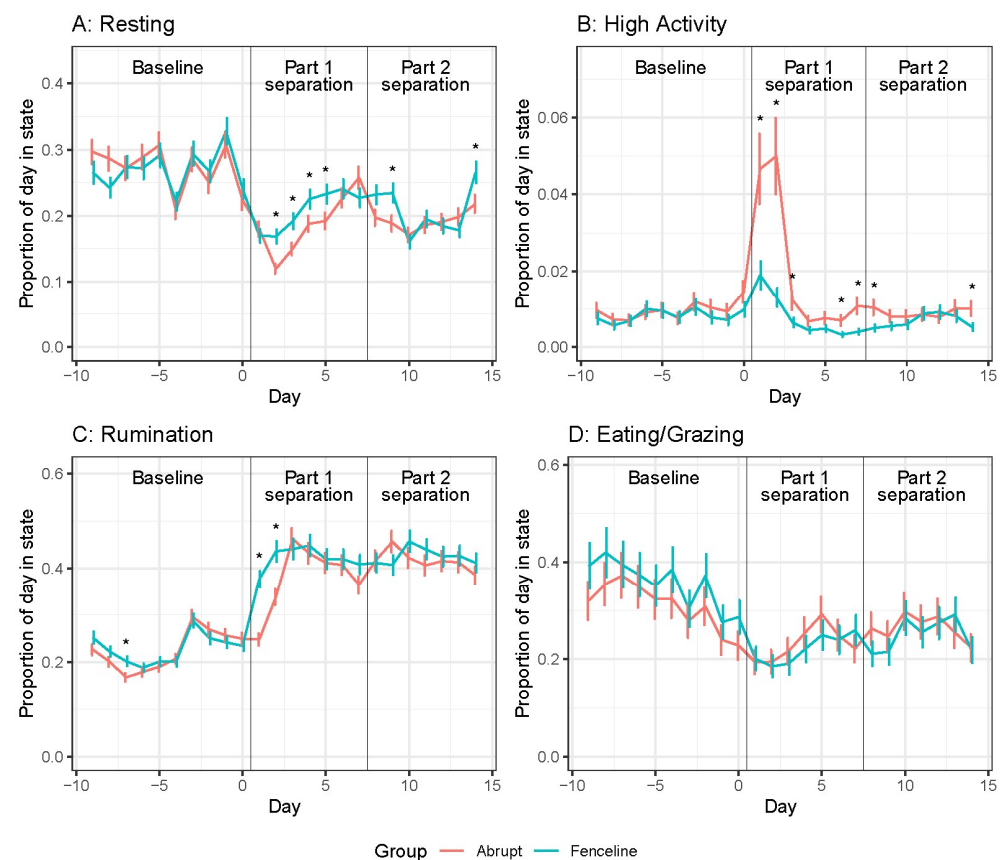 A: Resting
Proportion of day in state
0.4
0.3
0.2
0.1
0.0
Baseline
Part 1
separation
Part 2
separation
*
*
*
*
*
*
−10
−5
0
5
10
15
Day
B: High Activity
Proportion of day in state
0.06
0.04
0.02
0.00
Baseline
Part 1
separation
Part 2
separation
*
*
*
*
*
*
*
−10
−5
0
5
10
15
Day
C: Rumination
Proportion of day in state
0.6
0.4
0.2
0.0
Baseline
Part 1
separation
Part 2
separation
*
*
*
−10
−5
0
5
10
15
Day
D: Eating/Grazing
Proportion of day in state
0.6
0.4
0.2
0.0
Baseline
Part 1
separation
Part 2
separation
−10
−5
0
5
10
15
Day
Group Abrupt Fenceline